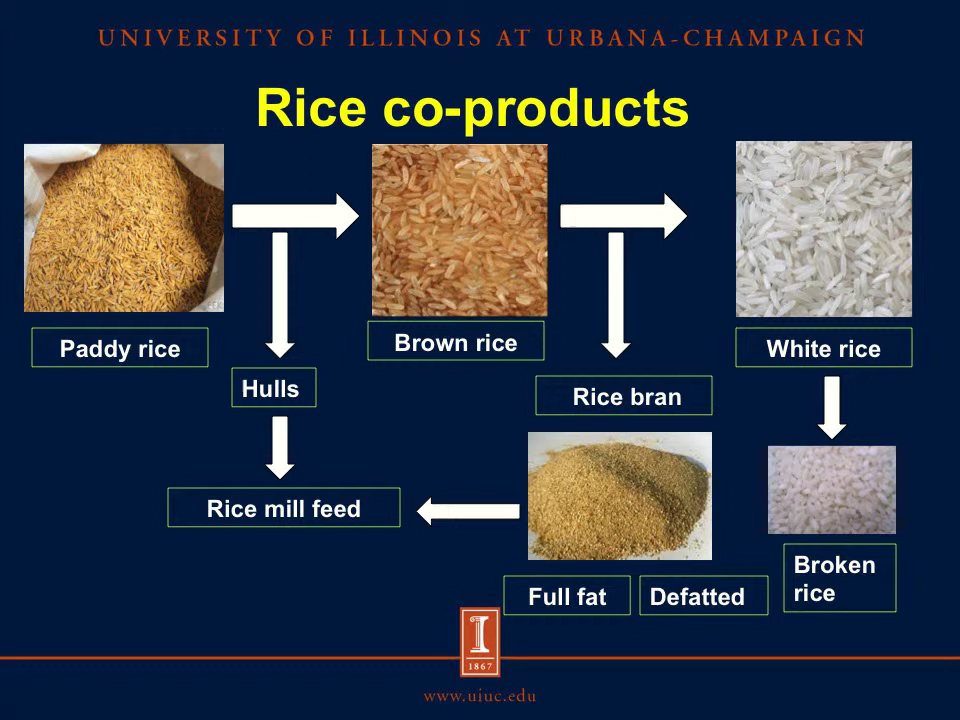 UNIVERSITY OF ILLINOIS AT URBANA-CHAMPAIGN
Rice co-products
Paddy rice
Brown rice
White rice
Hulls
Rice bran
Rice mill feed
Broken
rice
Full fat
Defatted
I
1867
www.uiuc.edu